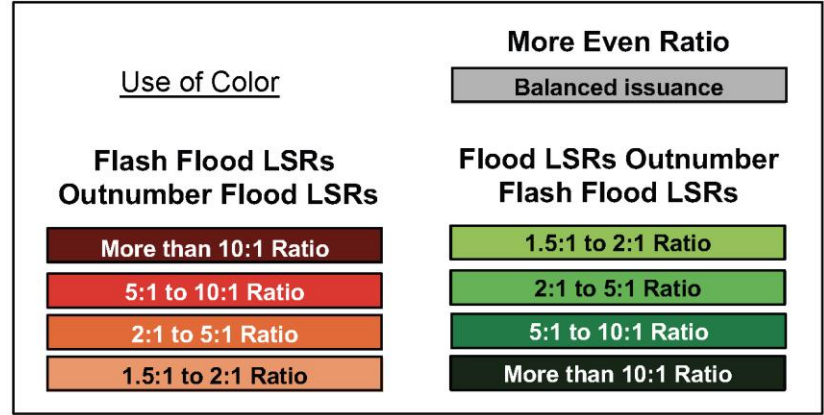 Use of Color
More Even Ratio
Balanced issuance
Flash Flood LSRs
Outnumber Flood LSRs
More than 10:1 Ratio
5:1 to 10:1 Ratio
2:1 to 5:1 Ratio
1.5:1 to 2:1 Ratio
Flood LSRs Outnumber
Flash Flood LSRs
1.5:1 to 2:1 Ratio
2:1 to 5:1 Ratio
5:1 to 10:1 Ratio
More than 10:1 Ratio